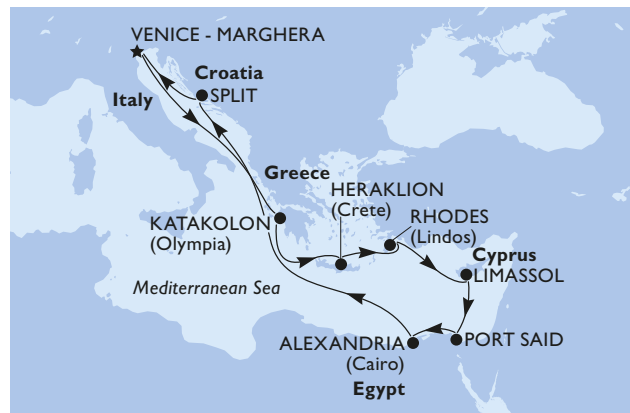 VENICE - MARGHERA
Croatia
SPLIT
Italy
Greece
HERAKLION
(Crete)
KATAKOLON
(Olympia)
RHODES
(Lindos)
Cyprus
LIMASSOL
Mediterranean Sea
ALEXANDRIA
(Cairo)
PORT SAID
Egypt